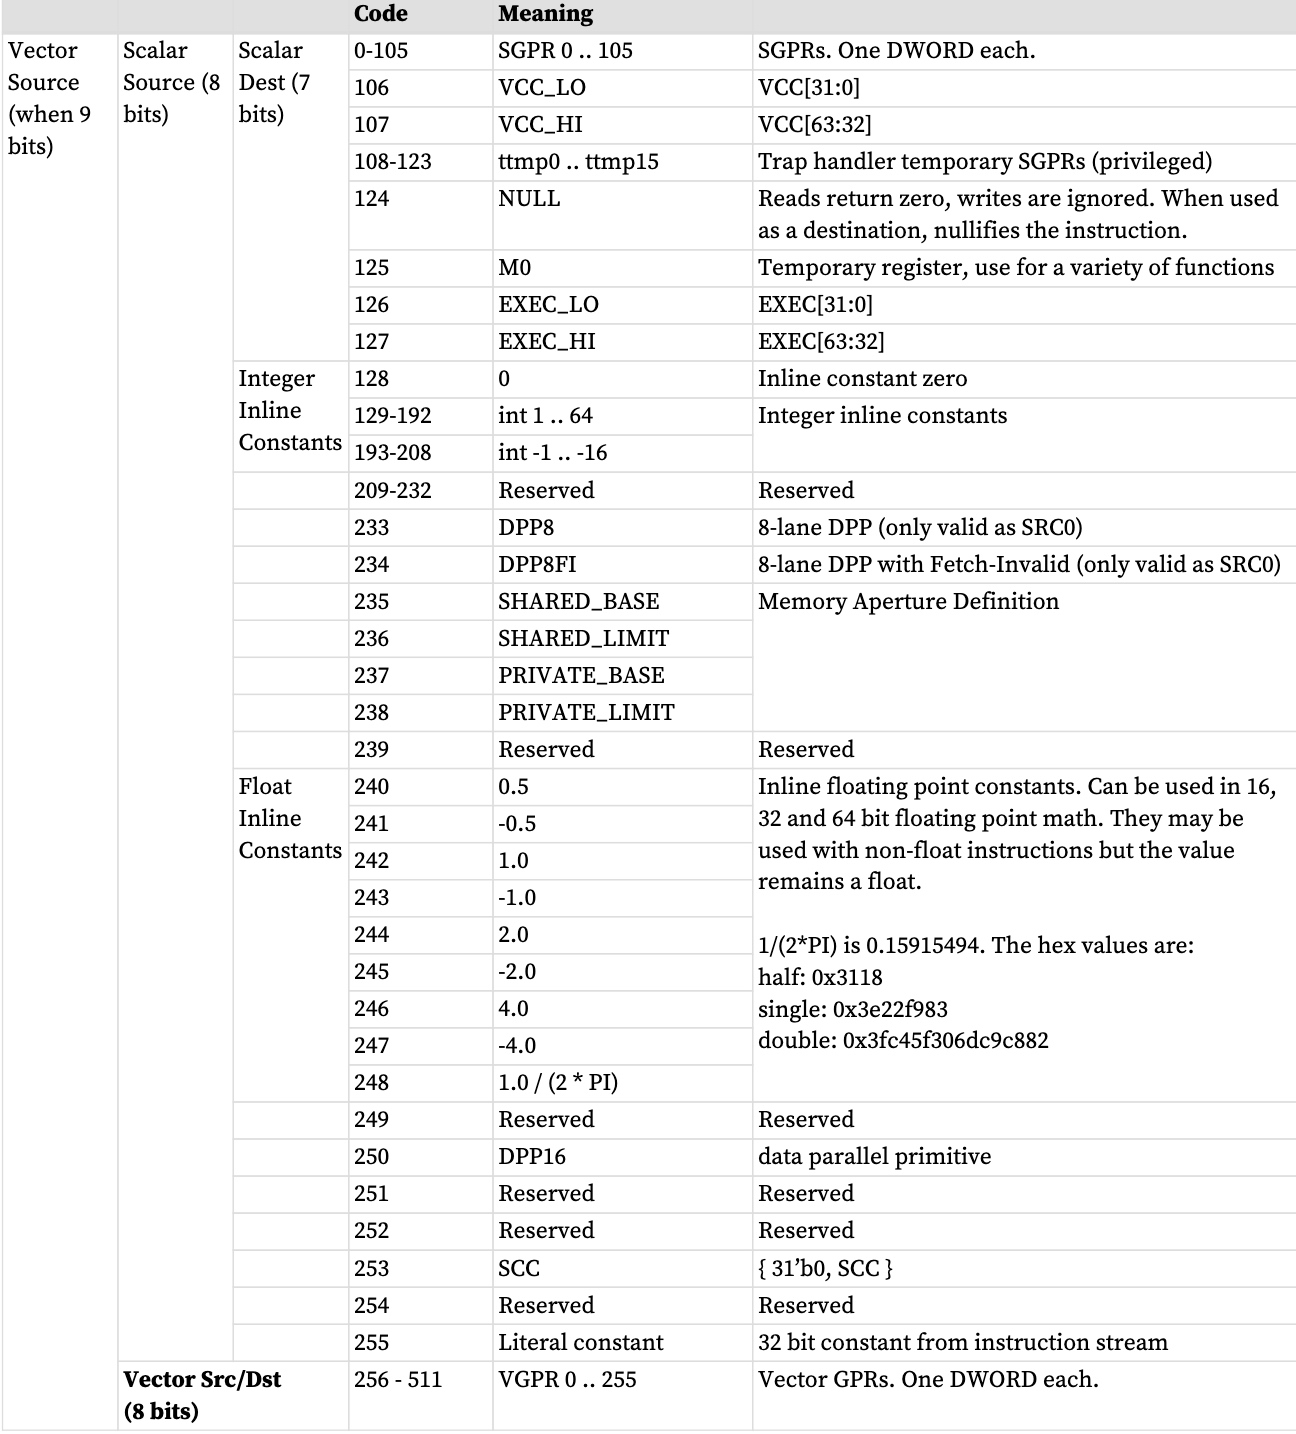 Code Meaning
Vector Source (when 9 bits) Scalar Source (8 bits) Scalar Dest (7 bits) 0-105 SGPR 0 .. 105 SGPRs. One DWORD each.
106 VCC_LO VCC[31:0]
107 VCC_HI VCC[63:32]
108-123 ttmp0 .. ttmp15 Trap handler temporary SGPRs (privileged)
124 NULL Reads return zero, writes are ignored. When used
as a destination, nullifies the instruction.
125 M0 Temporary register, use for a variety of functions
126 EXEC_LO EXEC[31:0]
127 EXEC_HI EXEC[63:32]
Integer Inline Constants 128 0 Inline constant zero
129-192 int 1 .. 64 Integer inline constants
193-208 int -1 .. -16
209-232 Reserved Reserved
233 DPP8 8-lane DPP (only valid as SRC0)
234 DPP8FI 8-lane DPP with Fetch-Invalid (only valid as SRC0)
235 SHARED_BASE Memory Aperture Definition
236 SHARED_LIMIT
237 PRIVATE_BASE
238 PRIVATE_LIMIT
239 Reserved Reserved
Float Inline Constants 240 0.5 Inline floating point constants. Can be used in 16,
241 -0.5 32 and 64 bit floating point math. They may be
242 1.0 used with non-float instructions but the value
243 -1.0 remains a float.
244 2.0 1/(2*PI) is 0.15915494. The hex values are:
245 -2.0 half: 0x3118
246 4.0 single: 0x3e22f983
247 -4.0 double: 0x3fc45f306dc9c882
248 1.0 / (2 * PI)
249 Reserved Reserved
250 DPP16 data parallel primitive
251 Reserved Reserved
252 Reserved Reserved
253 SCC { 31’b0, SCC }
254 Reserved Reserved
255 Literal constant 32 bit constant from instruction stream
Vector Src/Dst (8 bits) 256 - 511 VGPR 0 .. 255 Vector GPRs. One DWORD each.